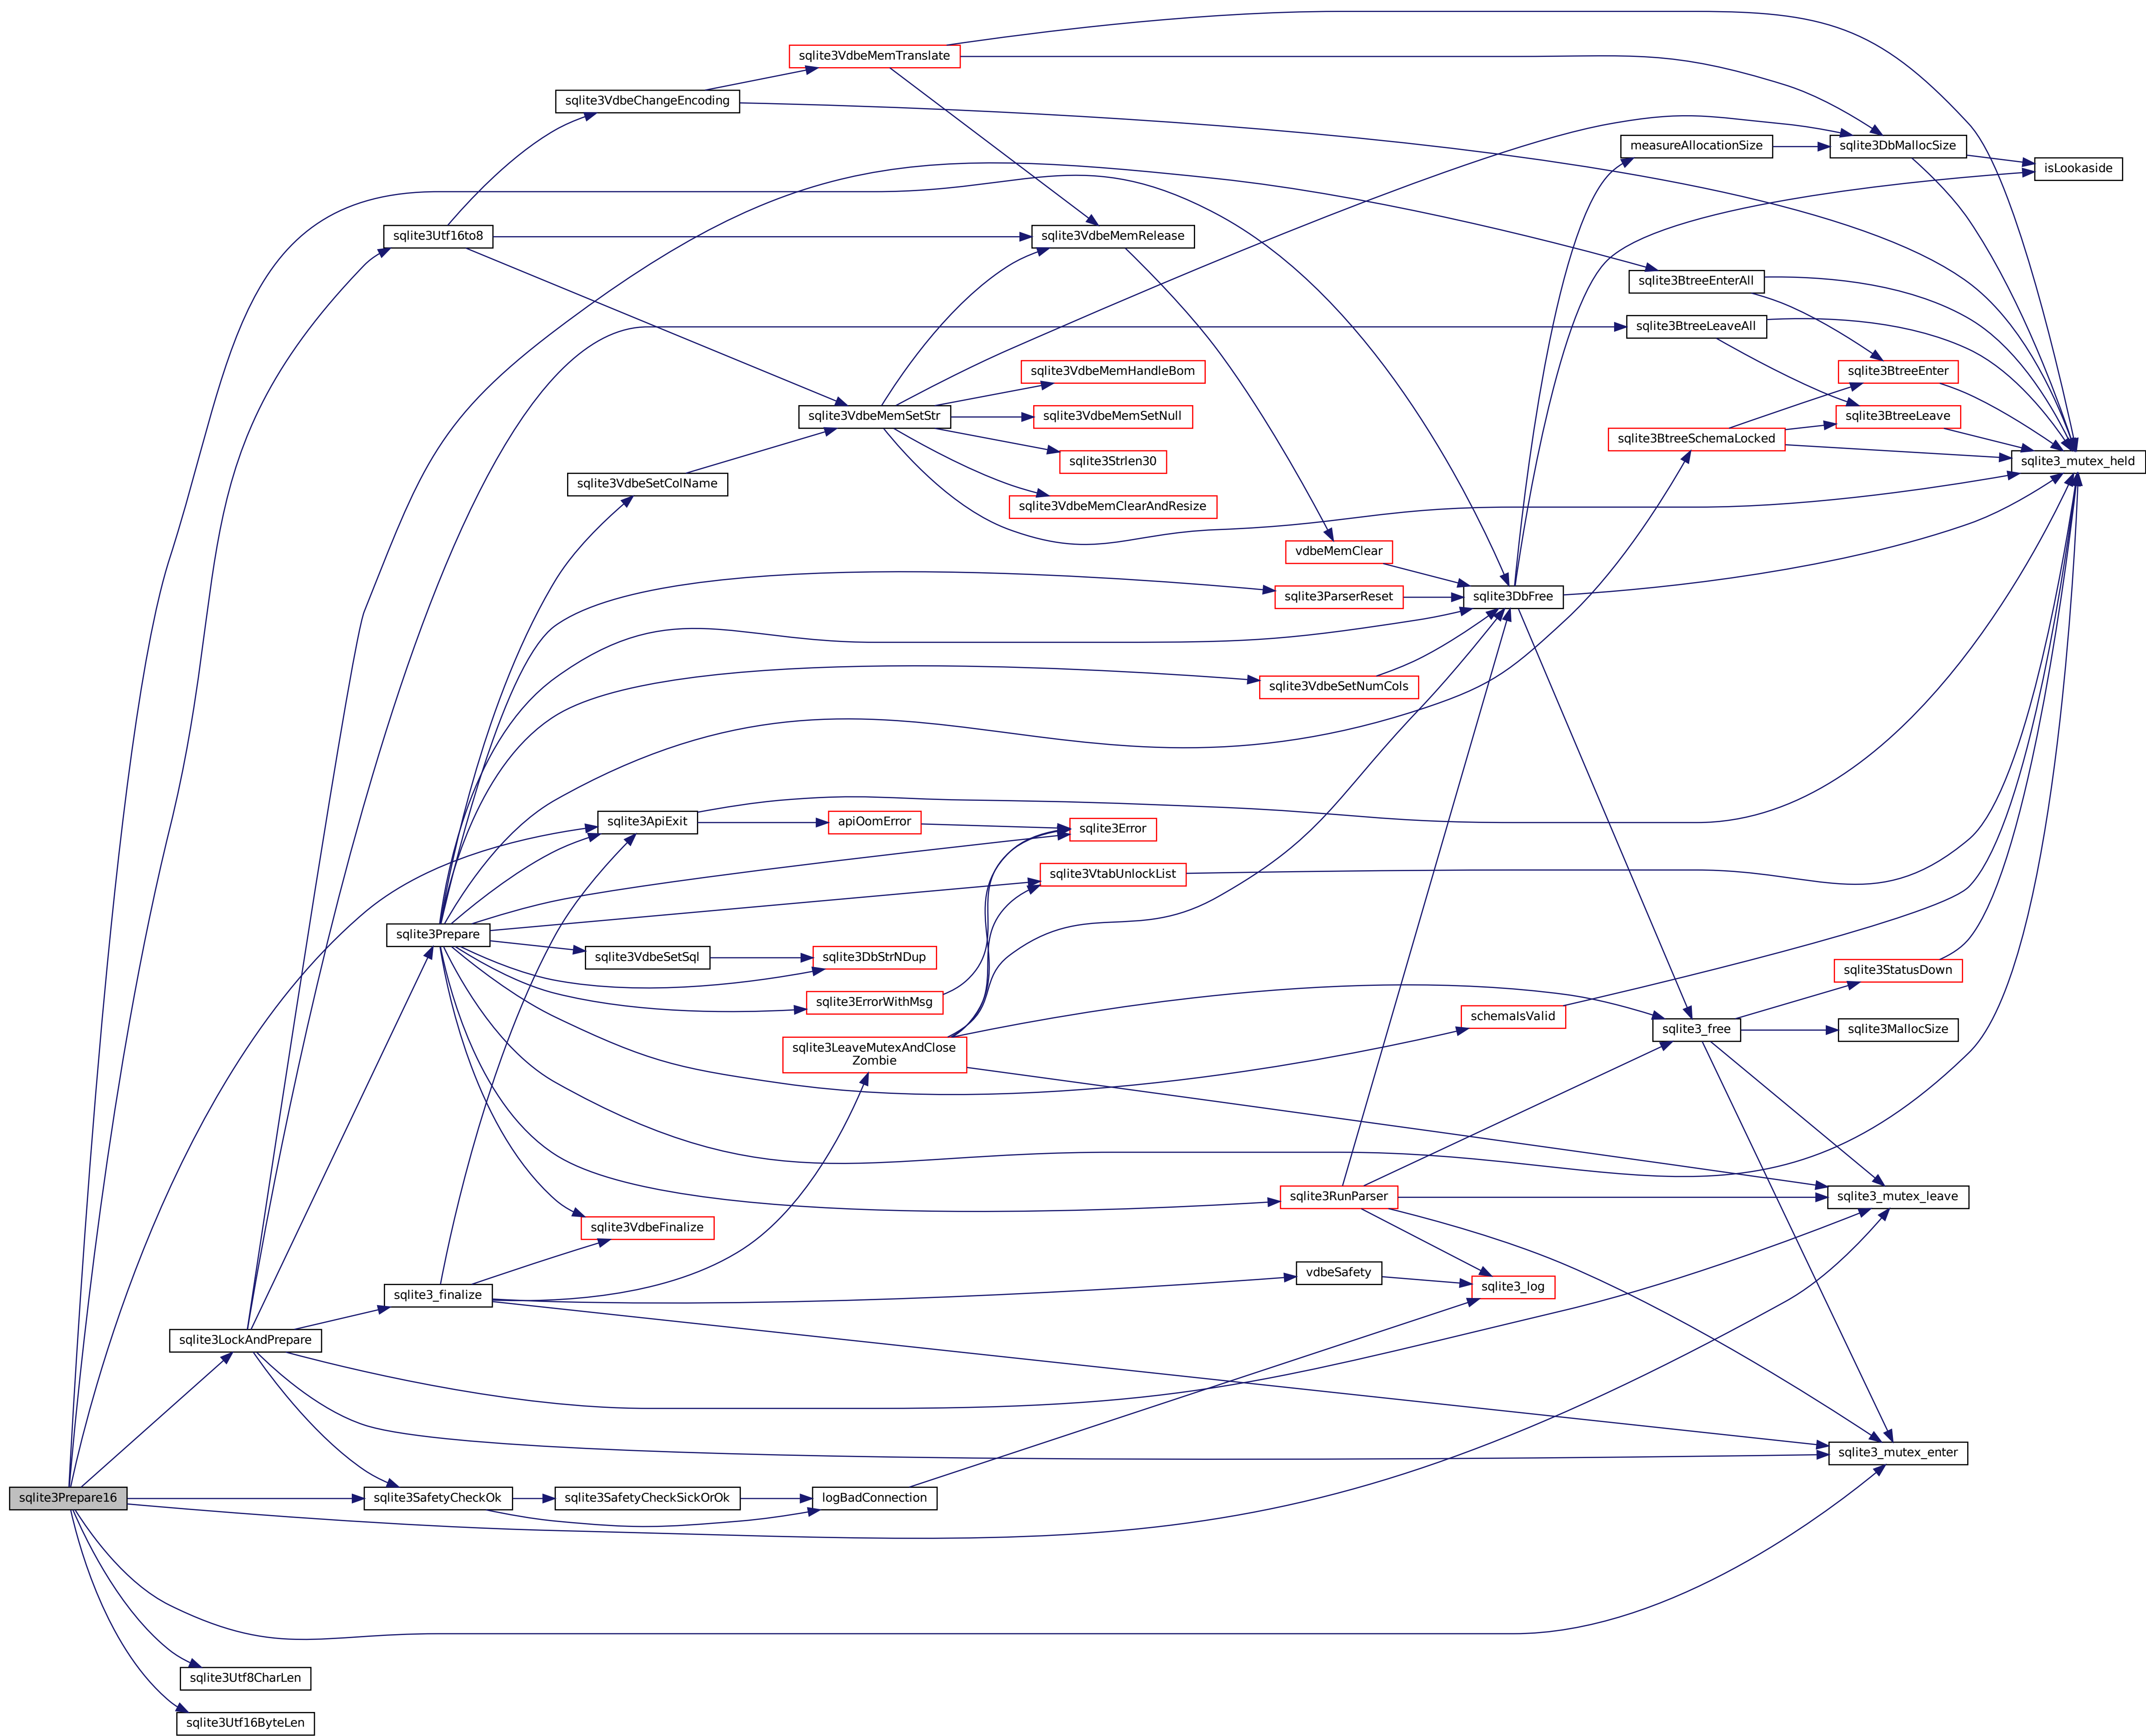 sqlite3VdbeMemTranslate
sqlite3VdbeChangeEncoding
measureAllocationSize
sqlite3DbMallocSize
isLookaside
sqlite3Utf16to8
sqlite3VdbeMemRelease
sqlite3BtreeEnterAll
sqlite3BtreeLeaveAll
sqlite3VdbeMemHandleBom
sqlite3BtreeEnter
sqlite3VdbeMemSetStr
sqlite3VdbeMemSetNull
sqlite3BtreeLeave
sqlite3BtreeSchemaLocked
sqlite3Strlen30
sqlite3_mutex_held
sqlite3VdbeSetColName
sqlite3VdbeMemClearAndResize
vdbeMemClear
sqlite3ParserReset
sqlite3DbFree
sqlite3VdbeSetNumCols
sqlite3ApiExit
apiOomError
sqlite3Error
sqlite3VtabUnlockList
sqlite3Prepare
sqlite3VdbeSetSql
sqlite3DbStrNDup
sqlite3StatusDown
sqlite3ErrorWithMsg
schemaIsValid
sqlite3_free
sqlite3MallocSize
sqlite3LeaveMutexAndClose
Zombie
sqlite3RunParser
sqlite3_mutex_leave
sqlite3VdbeFinalize
vdbeSafety
sqlite3_log
sqlite3_finalize
sqlite3LockAndPrepare
sqlite3_mutex_enter
sqlite3Prepare16
sqlite3SafetyCheckOk
sqlite3SafetyCheckSickOrOk
logBadConnection
sqlite3Utf8CharLen
sqlite3Utf16ByteLen